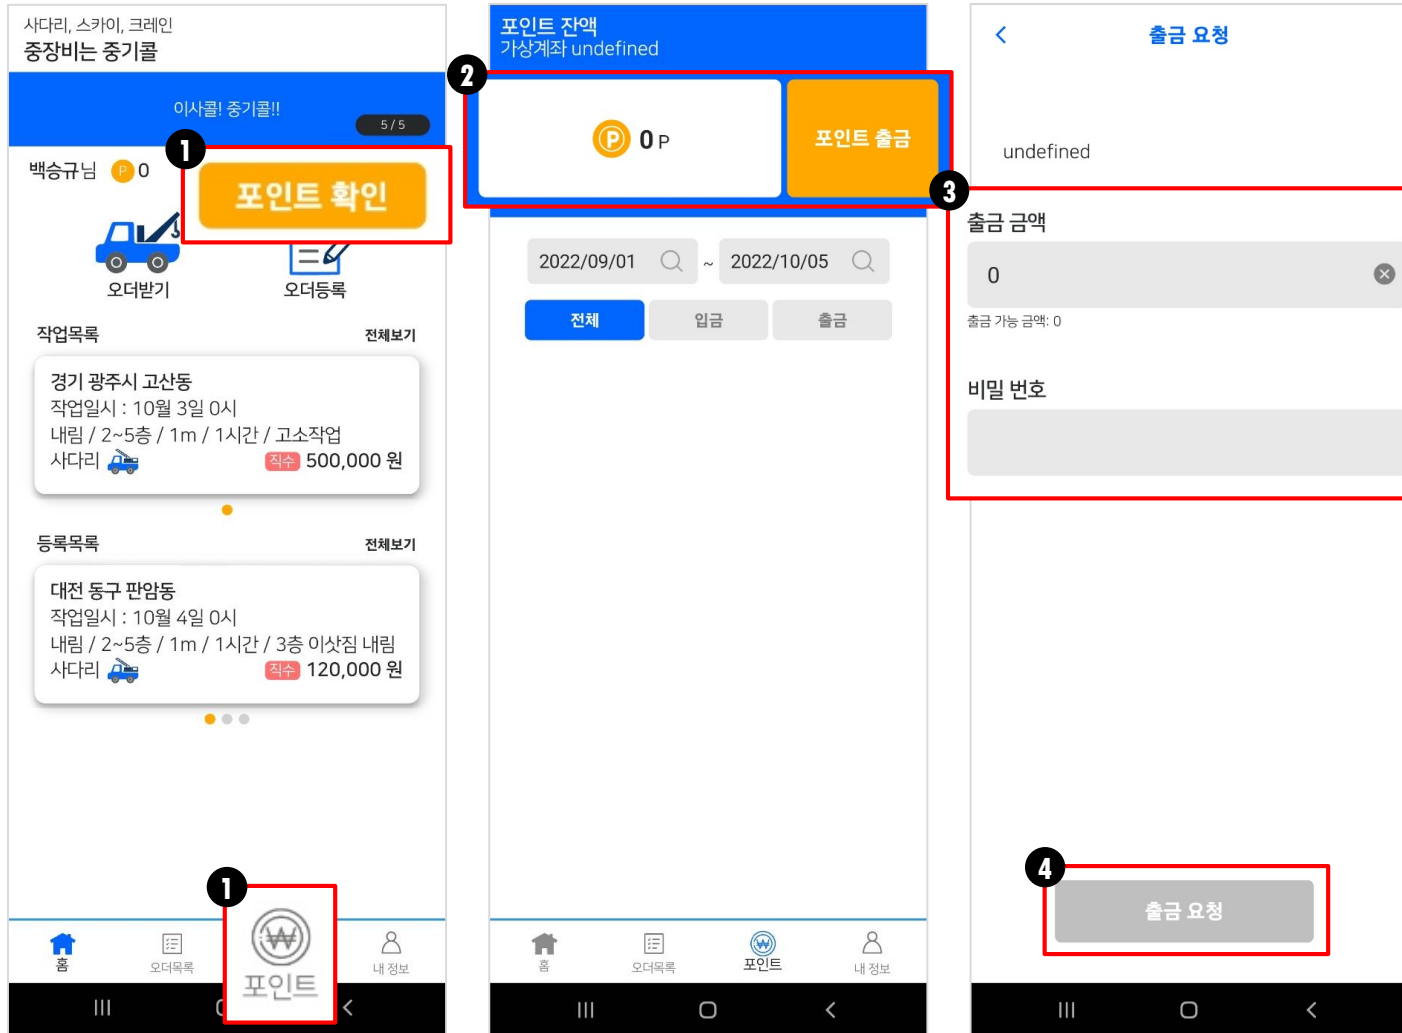 사다리, 스카이, 크레인
중장비는 중기콜
이사콜! 중기콜!!
5/5
1
백승규님 P 0
포인트 확인
오더받기
오더등록
작업목록
전체보기
경기 광주시 고산동
작업일시 : 10월 3일 0시
내림 / 2~5층 / 1m / 1시간 / 고소작업
사다리
직수 500,000 원
등록목록
전체보기
대전 동구 판암동
작업일시 : 10월 4일 0시
내림 / 2~5층 / 1m / 1시간 / 3층 이삿짐 내림
사다리
직수 120,000 원
1
홈
오더목록
포인트
내 정보
포인트 잔액
가상계좌 undefined
2
P 0 P
포인트 출금
2022/09/01 ~ 2022/10/05
전체
입금
출금
홈
오더목록
포인트
내 정보
출금 요청
undefined
3
출금 금액
0
출금 가능 금액: 0
비밀 번호
4
출금 요청